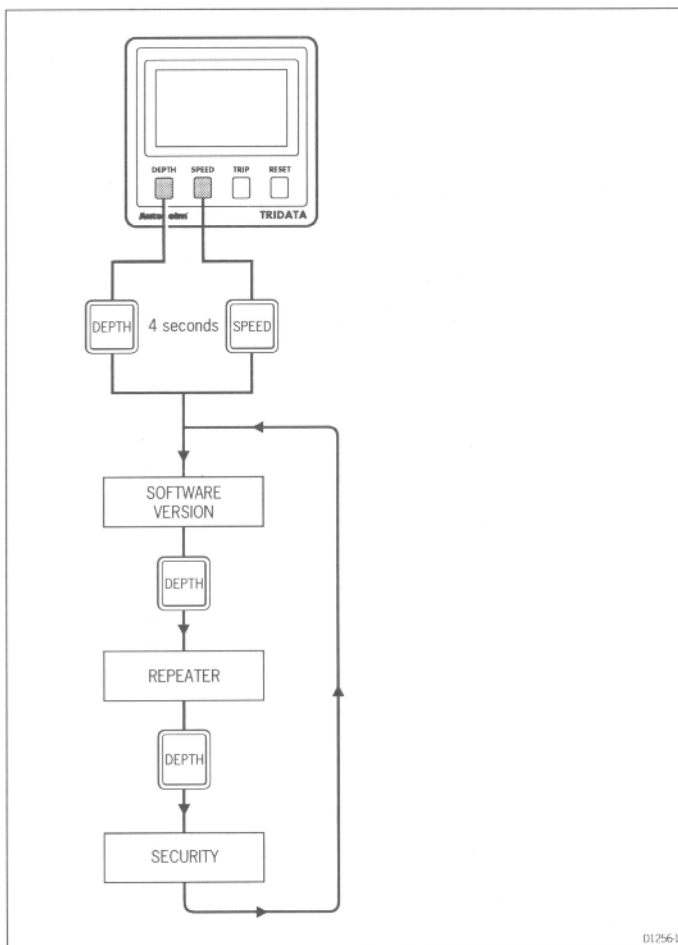 DEPTH SPEED TRIP RESET
TRIDATA
DEPTH 4 seconds SPEED
SOFTWARE
VERSION
DEPTH
REPEATER
DEPTH
SECURITY
D1256-1